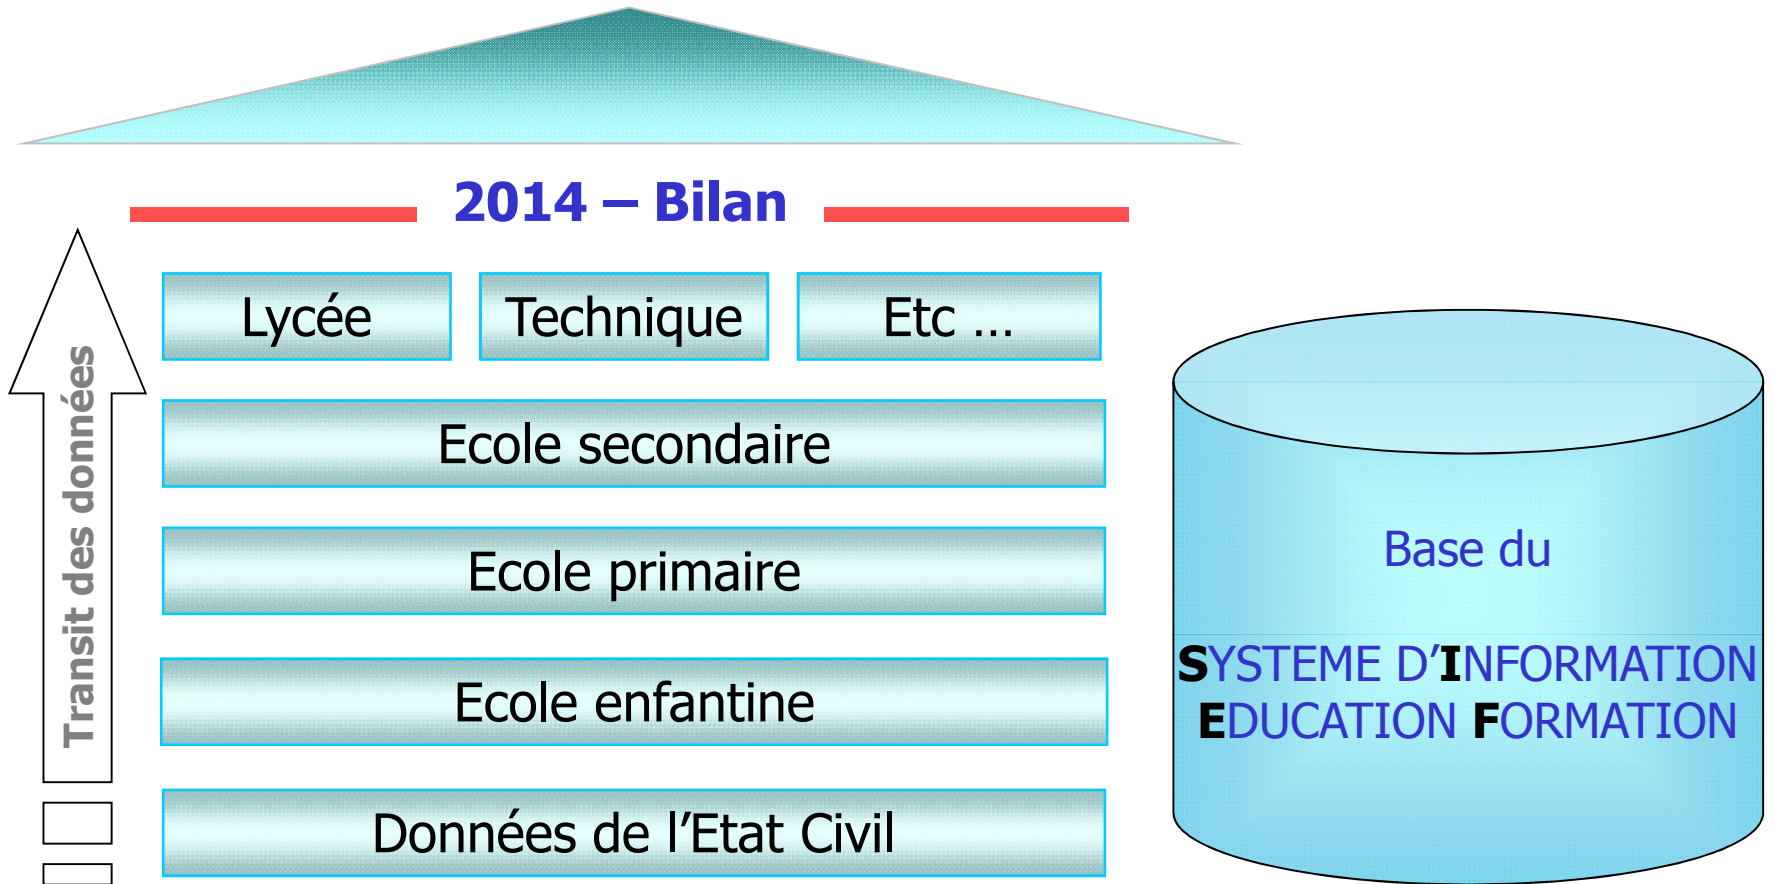 2014 – Bilan
Transit des données
Lycée
Technique
Etc ...
Ecole secondaire
Ecole primaire
Ecole enfantine
Données de l’Etat Civil
Base du
SYSTEME D’INFORMATION
EDUCATION FORMATION